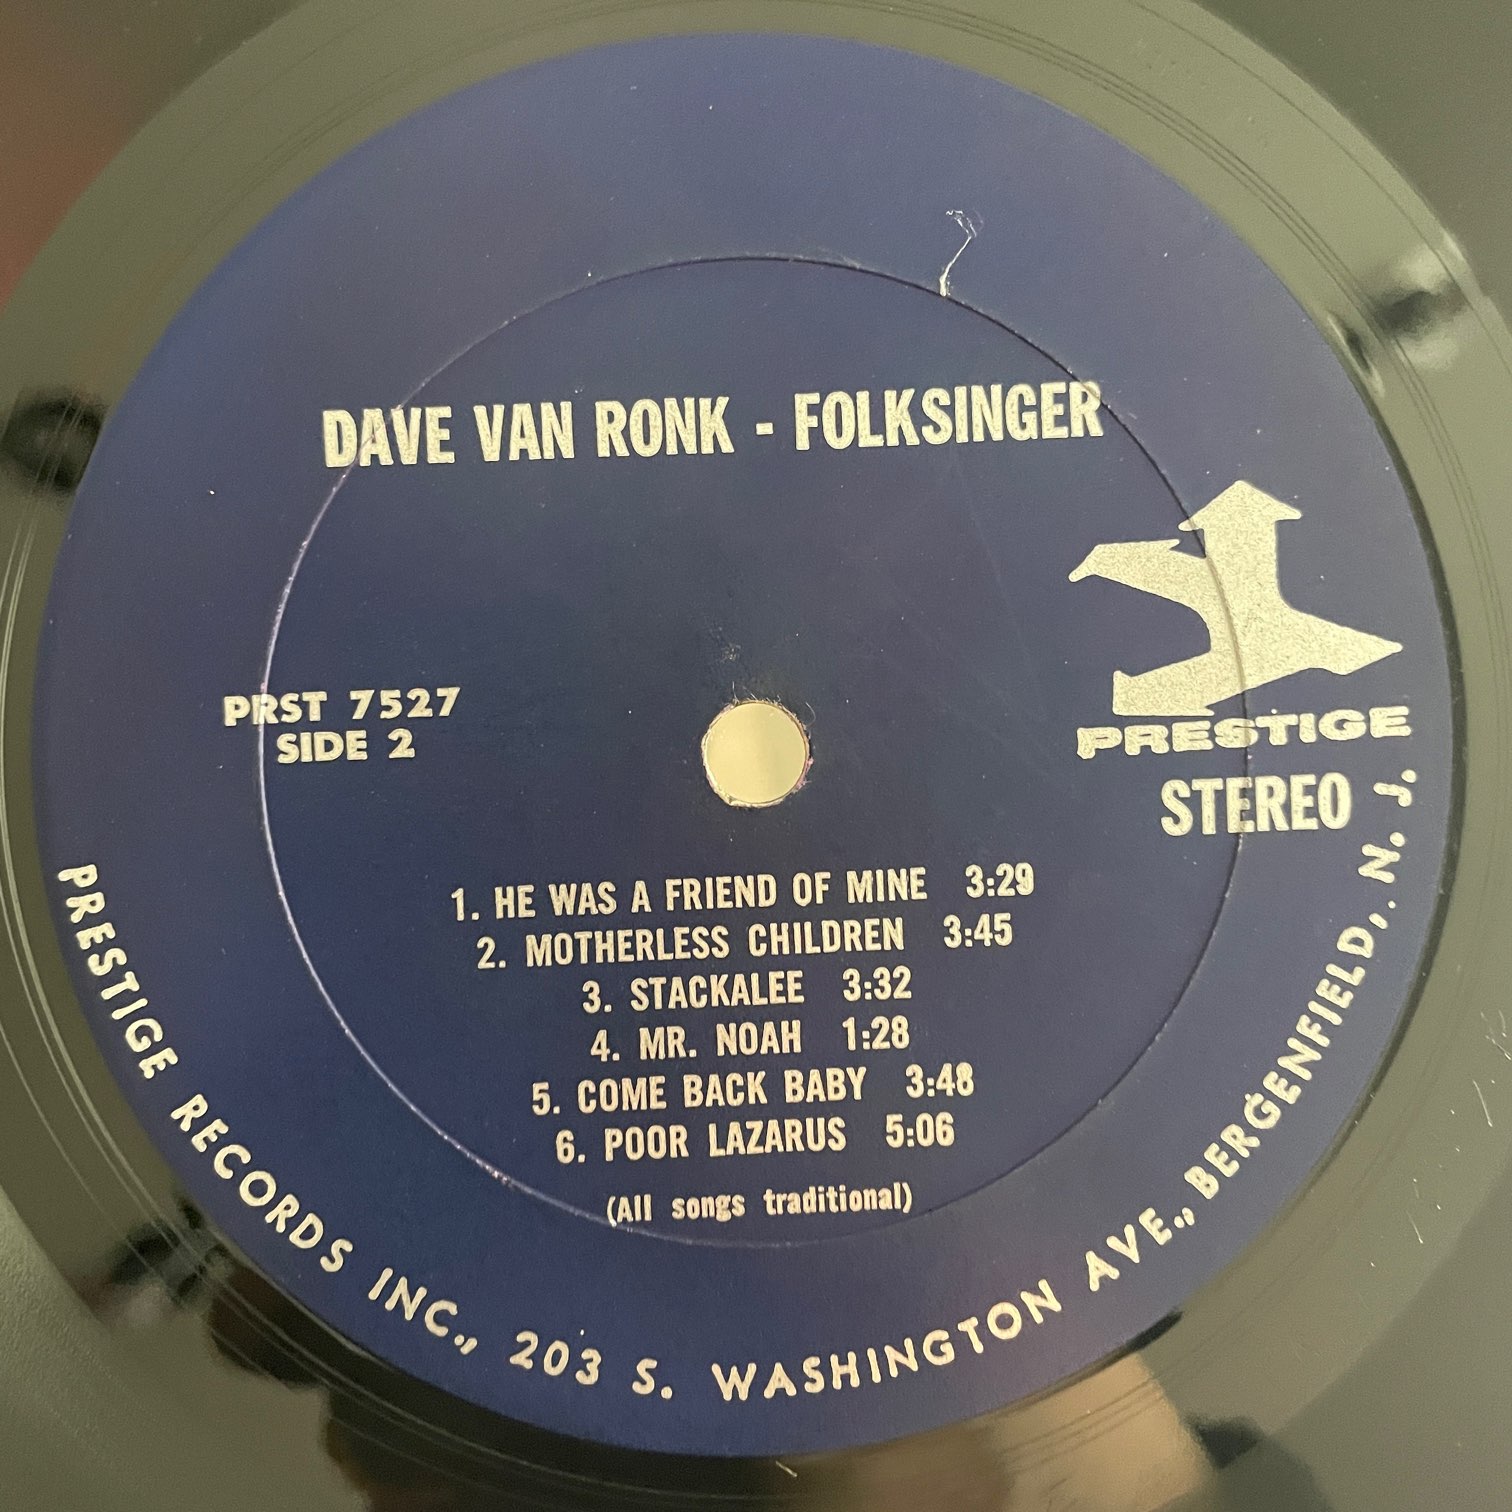 DAVE VAN RONK - FOLKSINGER
PRST 7527
SIDE 2
PRESTIGE
STEREO
1. HE WAS A FRIEND OF MINE 3:29
2. MOTHERLESS CHILDREN 3:45
3. STACKALEE 3:32
4. MR. NOAH 1:28
5. COME BACK BABY 3:48
6. POOR LAZARUS 5:06
(All songs traditional)
PRESTIGE RECORDS INC., 203 S. WASHINGTON AVE., BERGENFIELD, N. J.